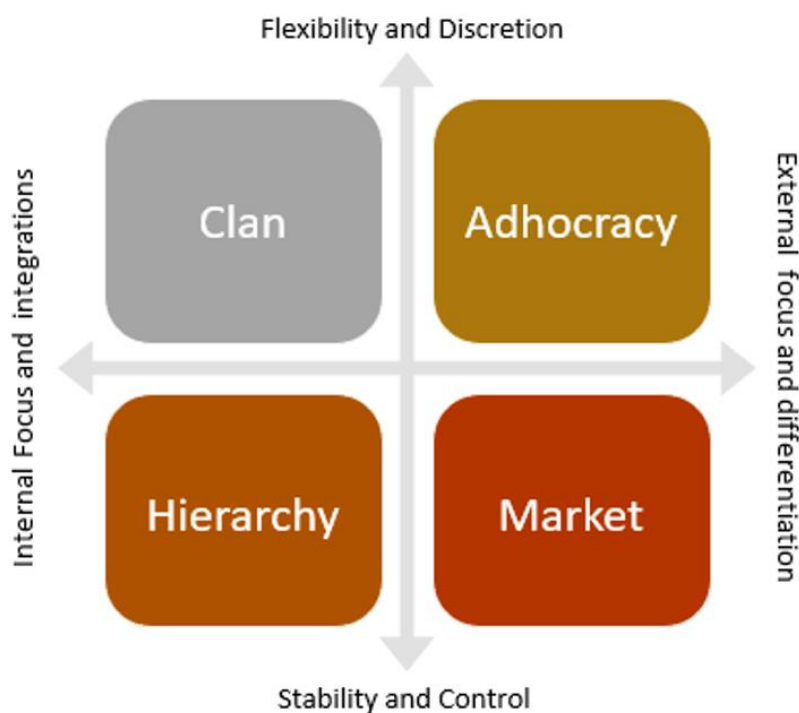 Flexibility and Discretion
Internal Focus and integrations
Clan
Adhocracy
External focus and differentiation
Hierarchy
Market
Stability and Control